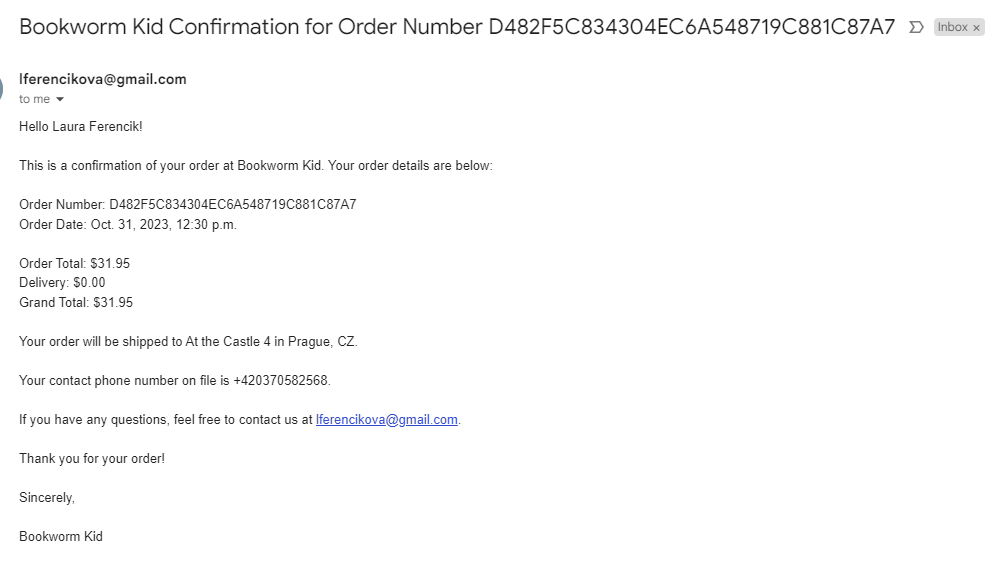 Bookworm Kid Confirmation for Order Number D482F5C834304EC6A548719C881C87A7 Inbox ×
lferencikova@gmail.com
to me
Hello Laura Ferencik!
This is a confirmation of your order at Bookworm Kid. Your order details are below:
Order Number: D482F5C834304EC6A548719C881C87A7
Order Date: Oct. 31, 2023, 12:30 p.m.
Order Total: $31.95
Delivery: $0.00
Grand Total: $31.95
Your order will be shipped to At the Castle 4 in Prague, CZ.
Your contact phone number on file is +420370582568.
If you have any questions, feel free to contact us at lferencikova@gmail.com.
Thank you for your order!
Sincerely,
Bookworm Kid